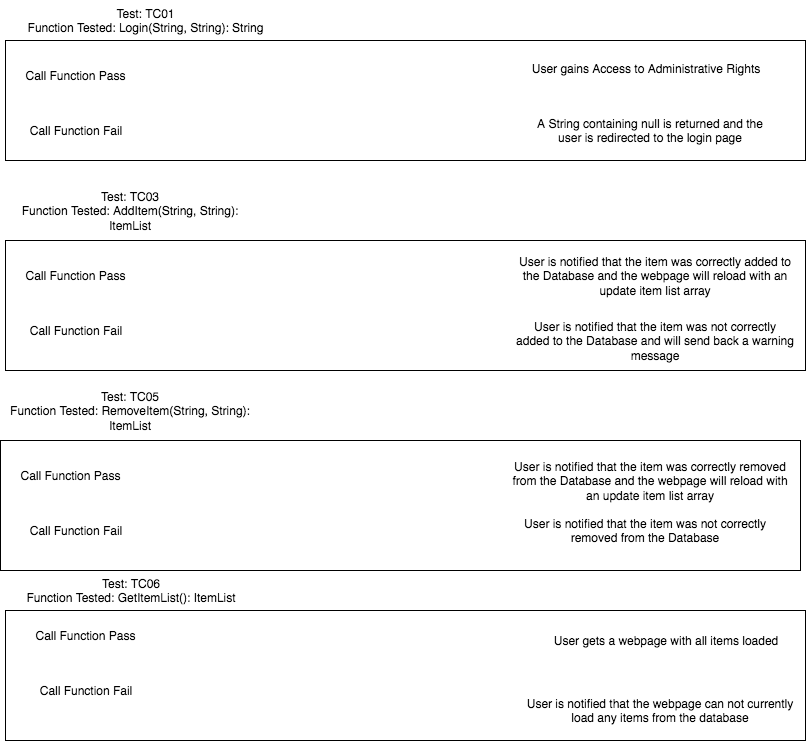 Test: TC01
Function Tested: Login(String, String): String
Call Function Pass
User gains Access to Administrative Rights
Call Function Fail
A String containing null is returned and the
user is redirected to the login page
Test: TC03
Function Tested: AddItem(String, String):
ItemList
Call Function Pass
User is notified that the item was correctly added to
the Database and the webpage will reload with an
update item list array
Call Function Fail
User is notified that the item was not correctly
added to the Database and will send back a warning
message
Test: TC05
Function Tested: RemoveItem(String, String):
ItemList
Call Function Pass
User is notified that the item was correctly removed
from the Database and the webpage will reload with
an update item list array
Call Function Fail
User is notified that the item was not correctly
removed from the Database
Test: TC06
Function Tested: GetItemList(): ItemList
Call Function Pass
User gets a webpage with all items loaded
Call Function Fail
User is notified that the webpage can not currently
load any items from the database